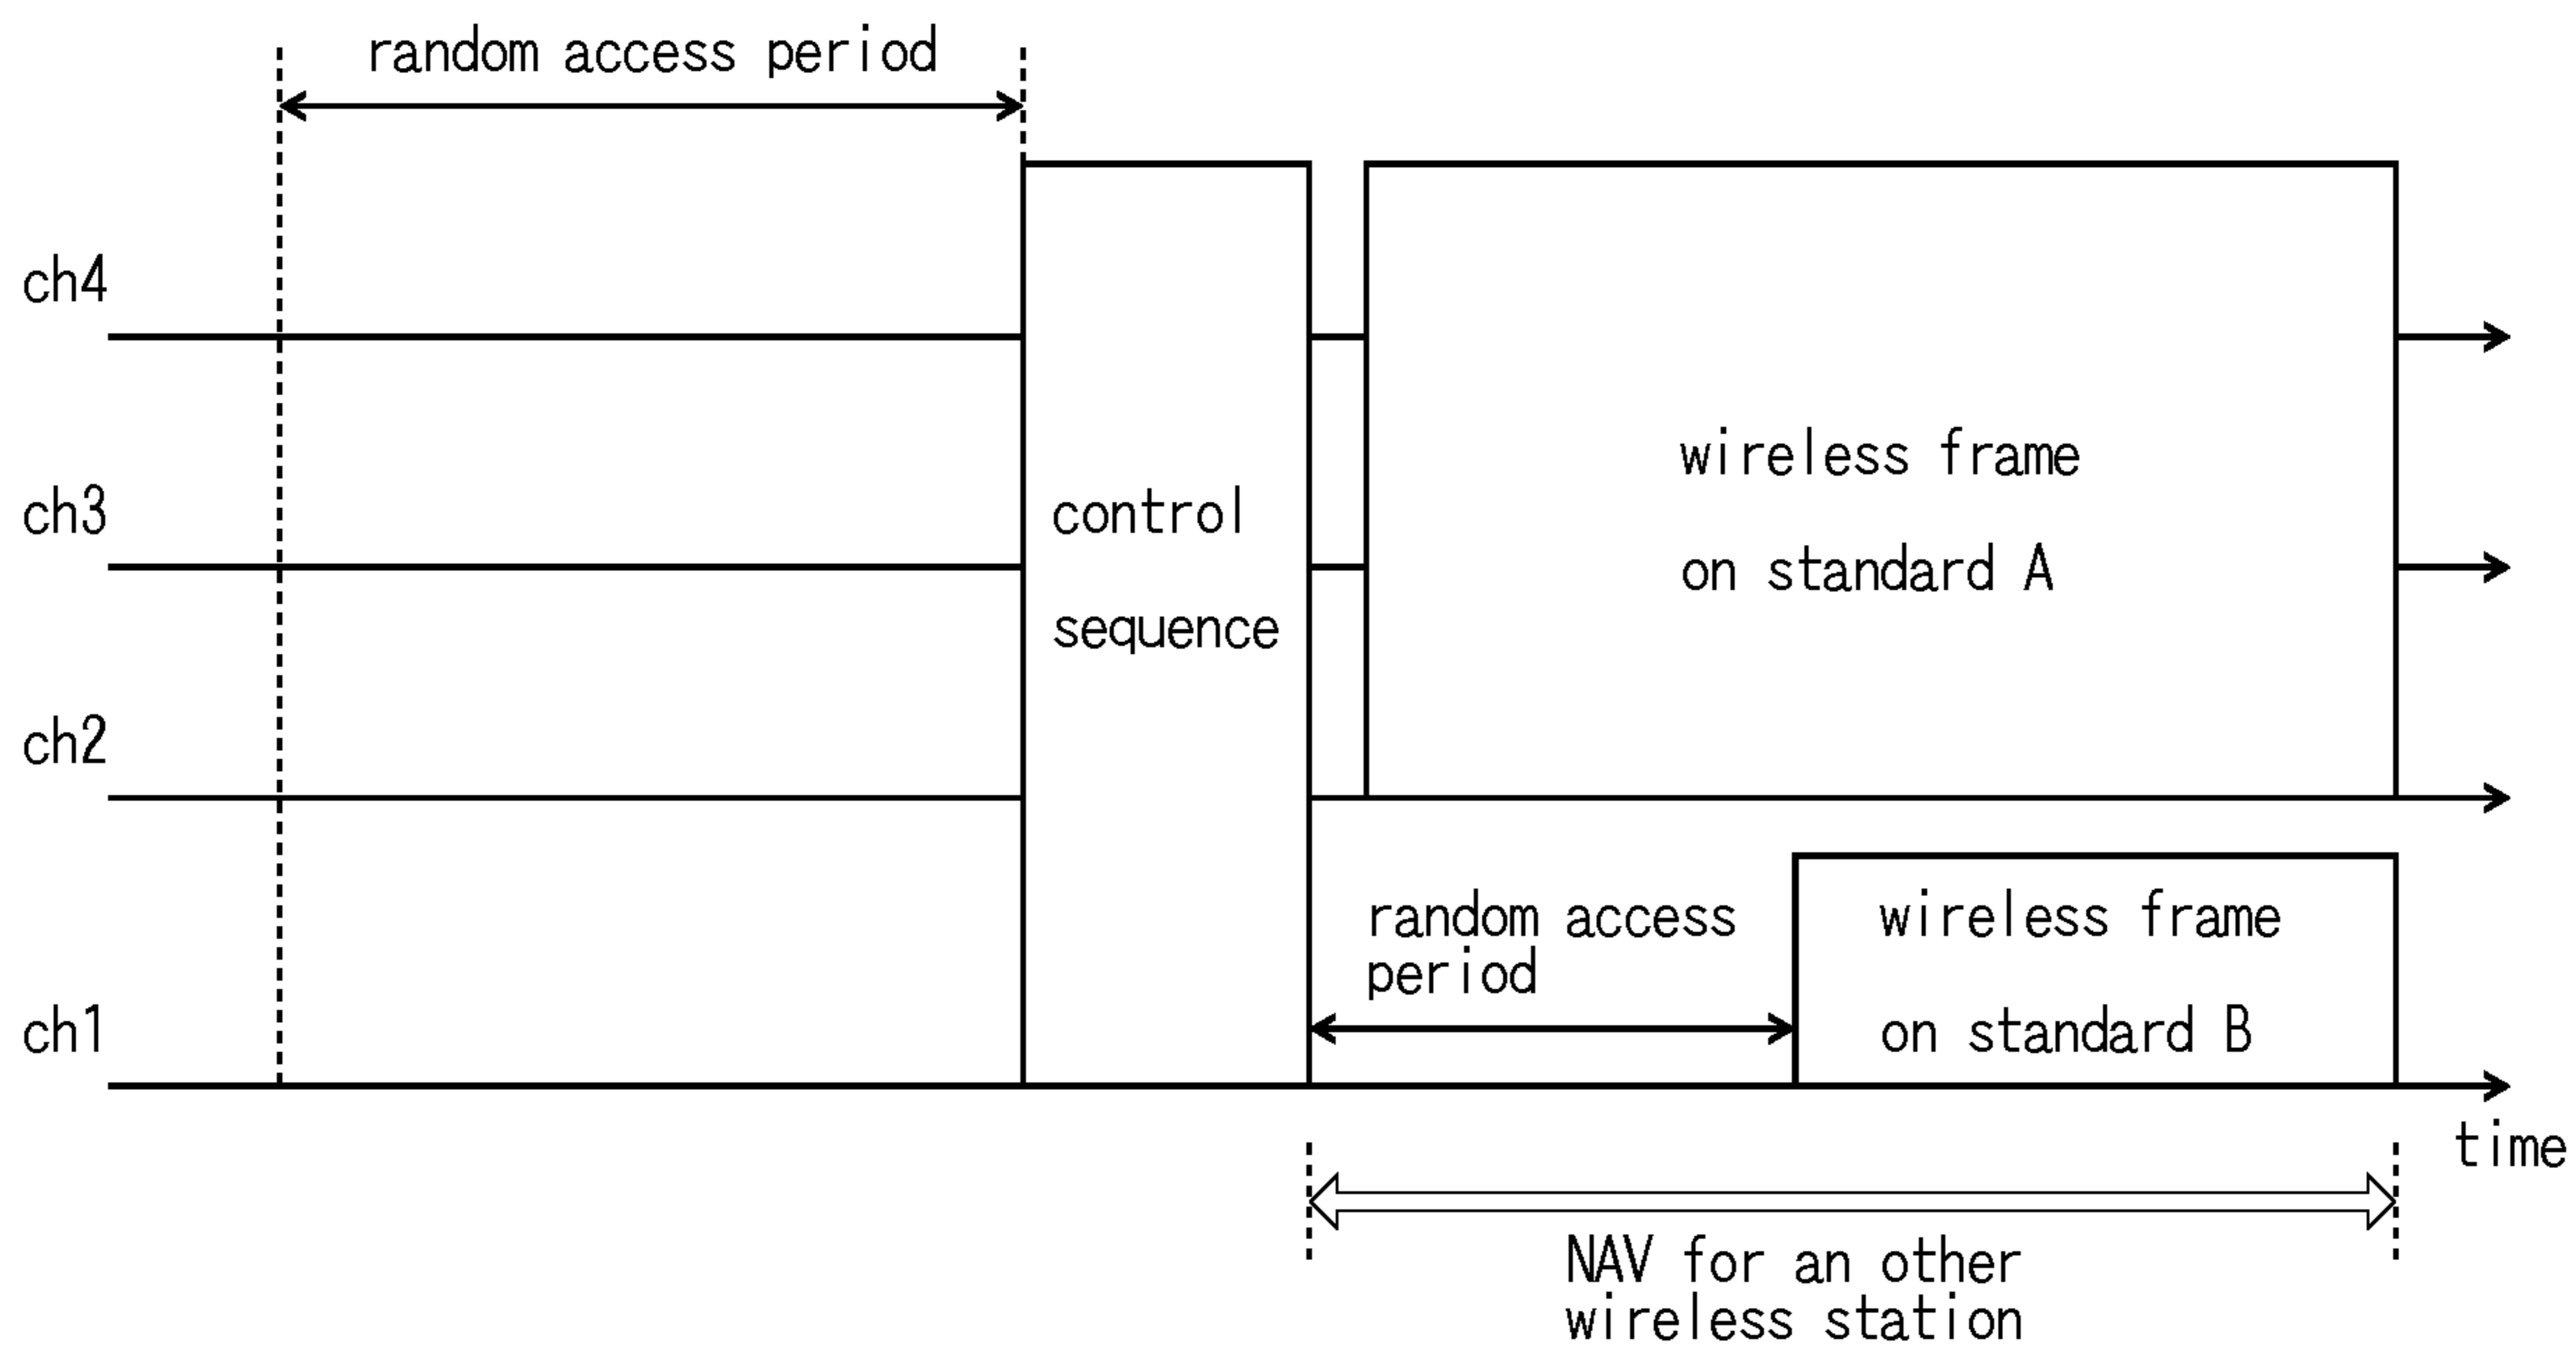 random access period
ch4
ch3
ch2
ch1
control
sequence
wireless frame
on standard A
random access
period
wireless frame
on standard B
time
NAV for an other
wireless station